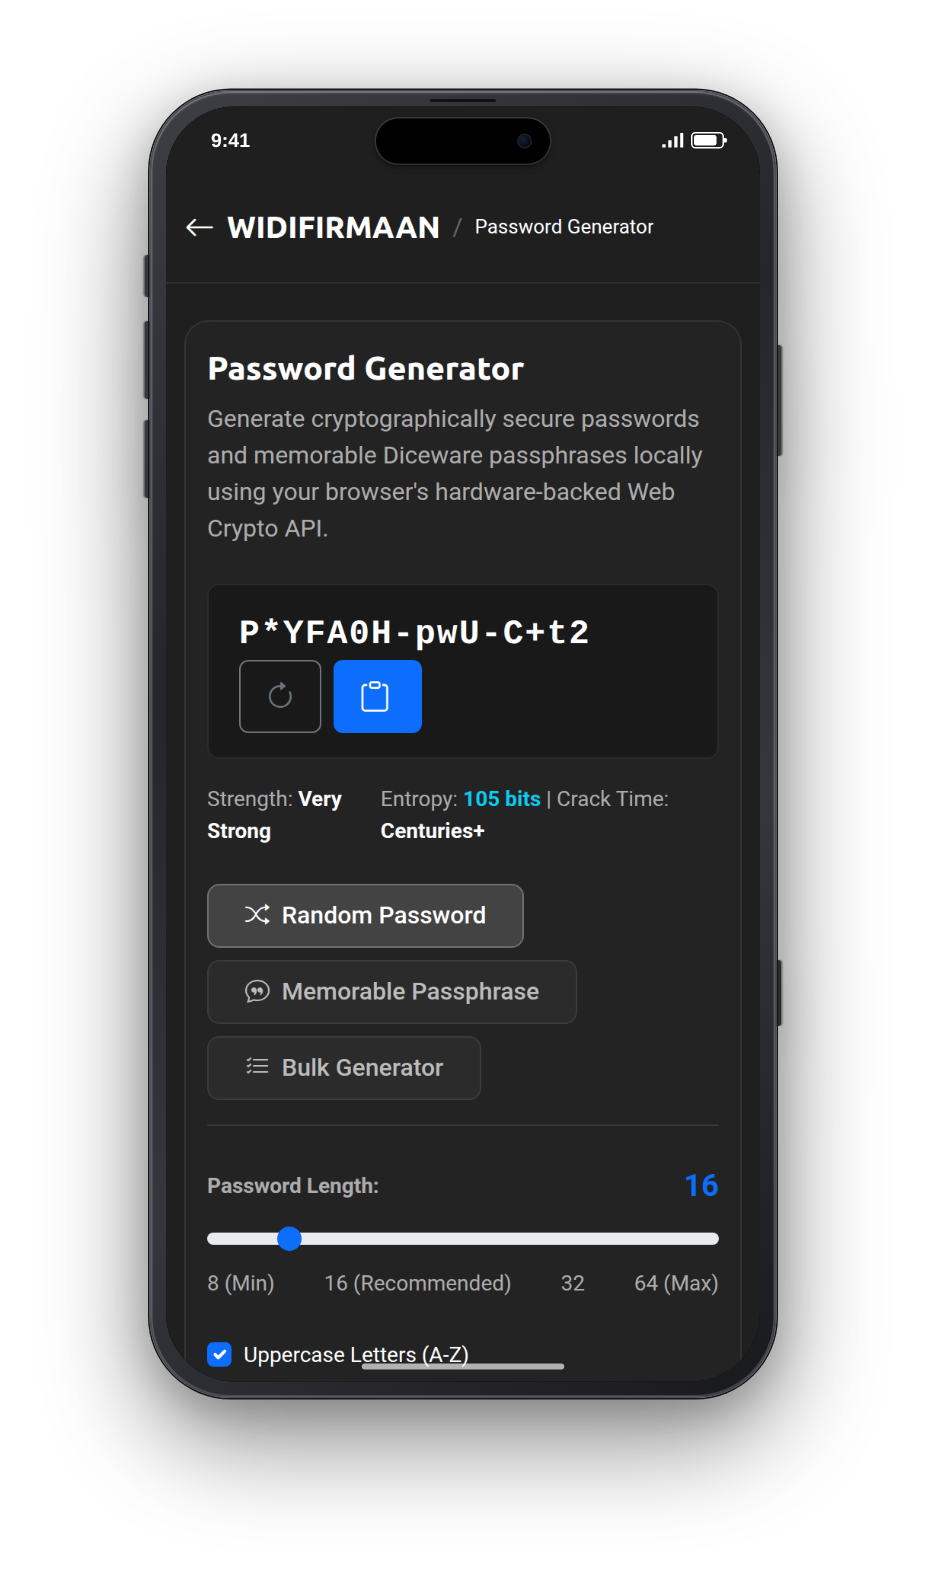 9:41
WIDIFIRMAAN / Password Generator
Password Generator
Generate cryptographically secure passwords
and memorable Diceware passphrases locally
using your browser's hardware-backed Web
Crypto API.
P*YFA0H-pwU-C+t2
Strength: Very
Strong
Entropy: 105 bits | Crack Time:
Centuries+
Random Password
Memorable Passphrase
Bulk Generator
Password Length: 16
8 (Min) 16 (Recommended) 32 64 (Max)
Uppercase Letters (A-Z)